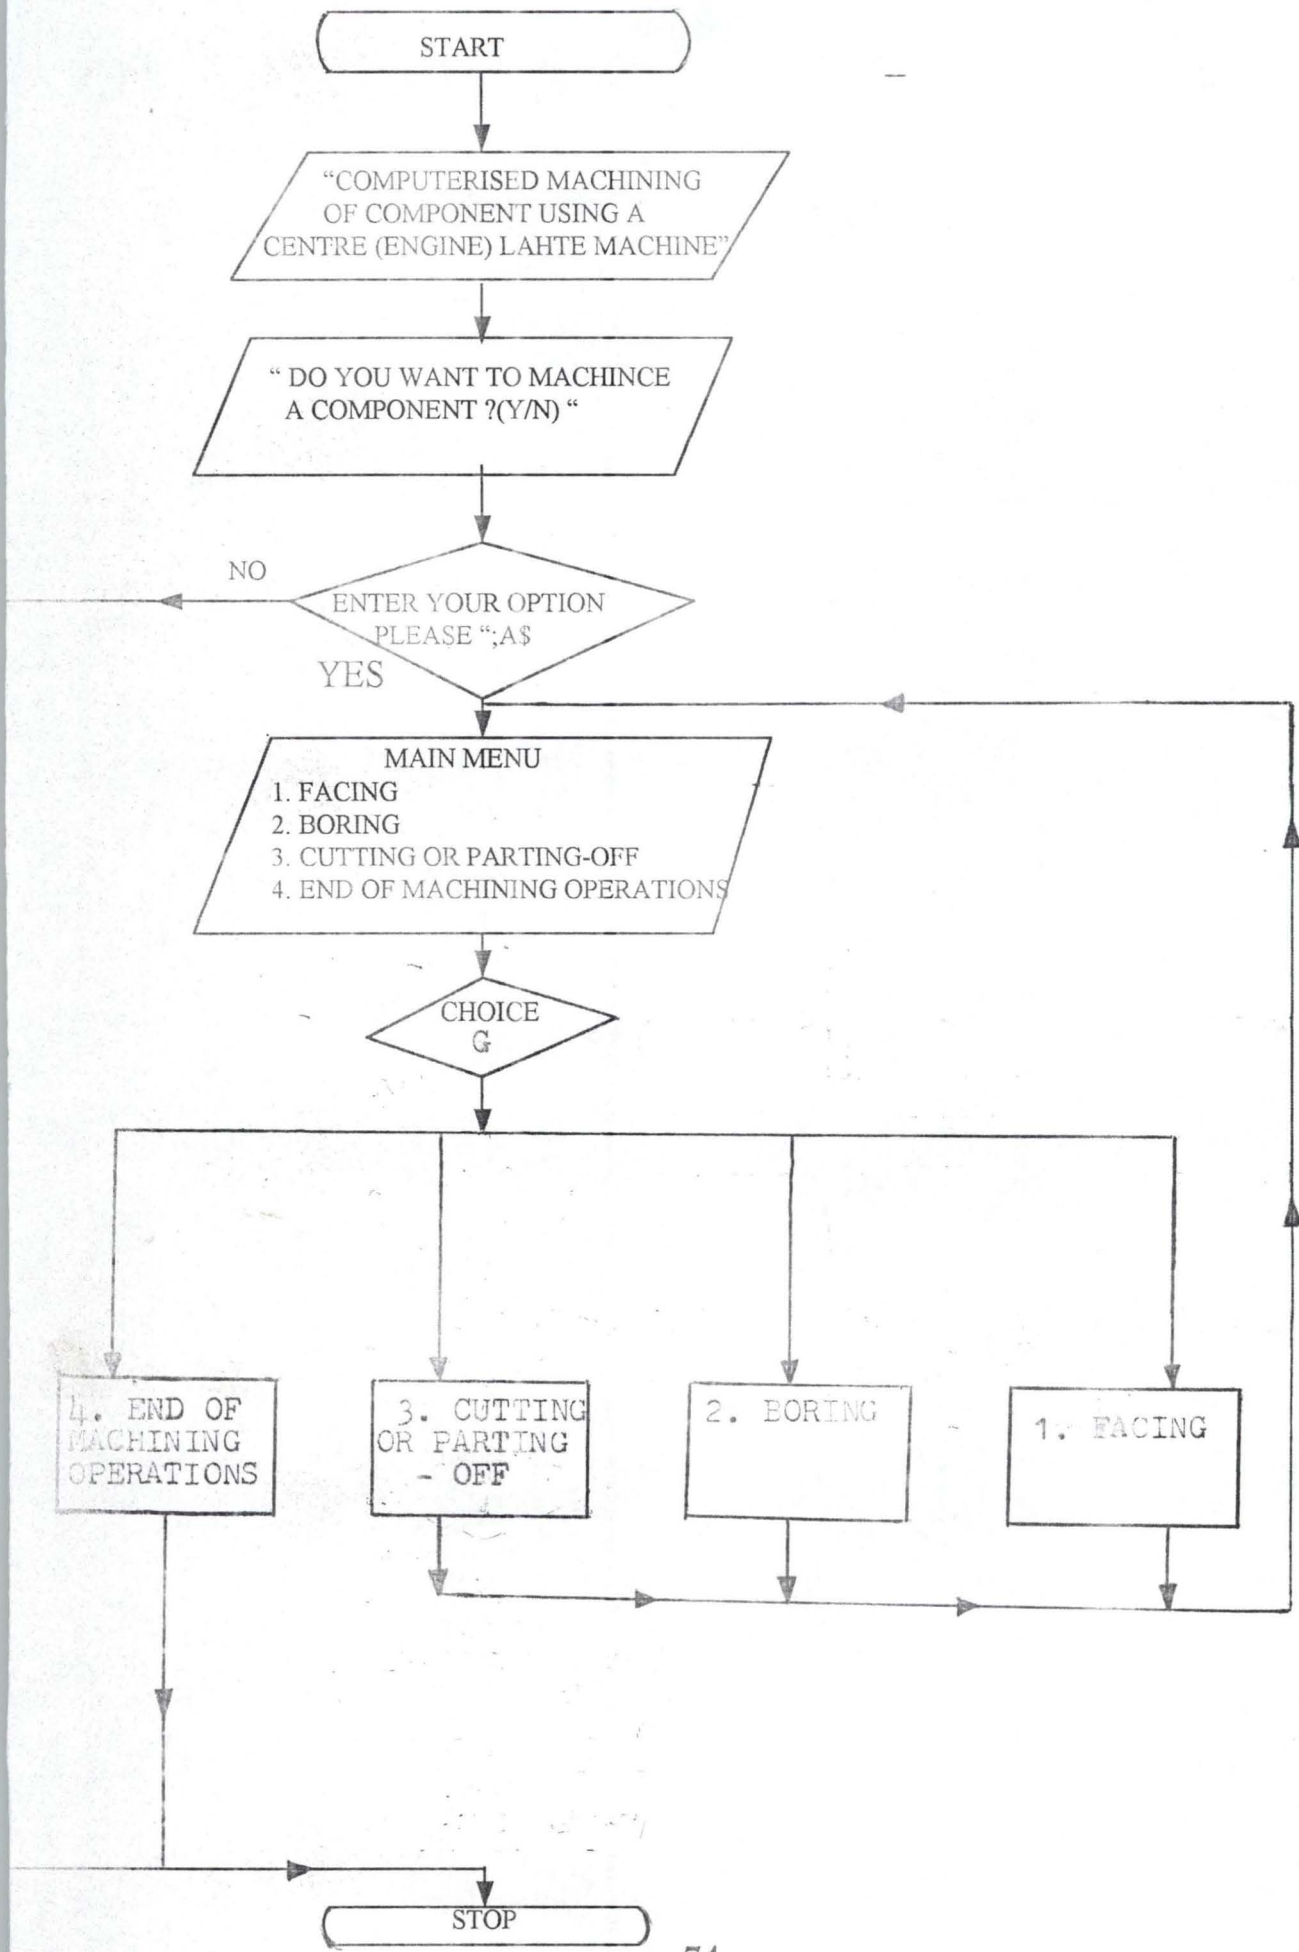 START
“COMPUTERISED MACHINING
OF COMPONENT USING A
CENTRE (ENGINE) LAHTE MACHINE”
“ DO YOU WANT TO MACHINCE
A COMPONENT ?(Y/N) “
NO
ENTER YOUR OPTION
PLEASE “;A$
YES
MAIN MENU
1. FACING
2. BORING
3. CUTTING OR PARTING-OFF
4. END OF MACHINING OPERATIONS
CHOICE
G
4. END OF
MACHINING
OPERATIONS
3. CUTTING
OR PARTING
- OFF
2. BORING
1. FACING
STOP